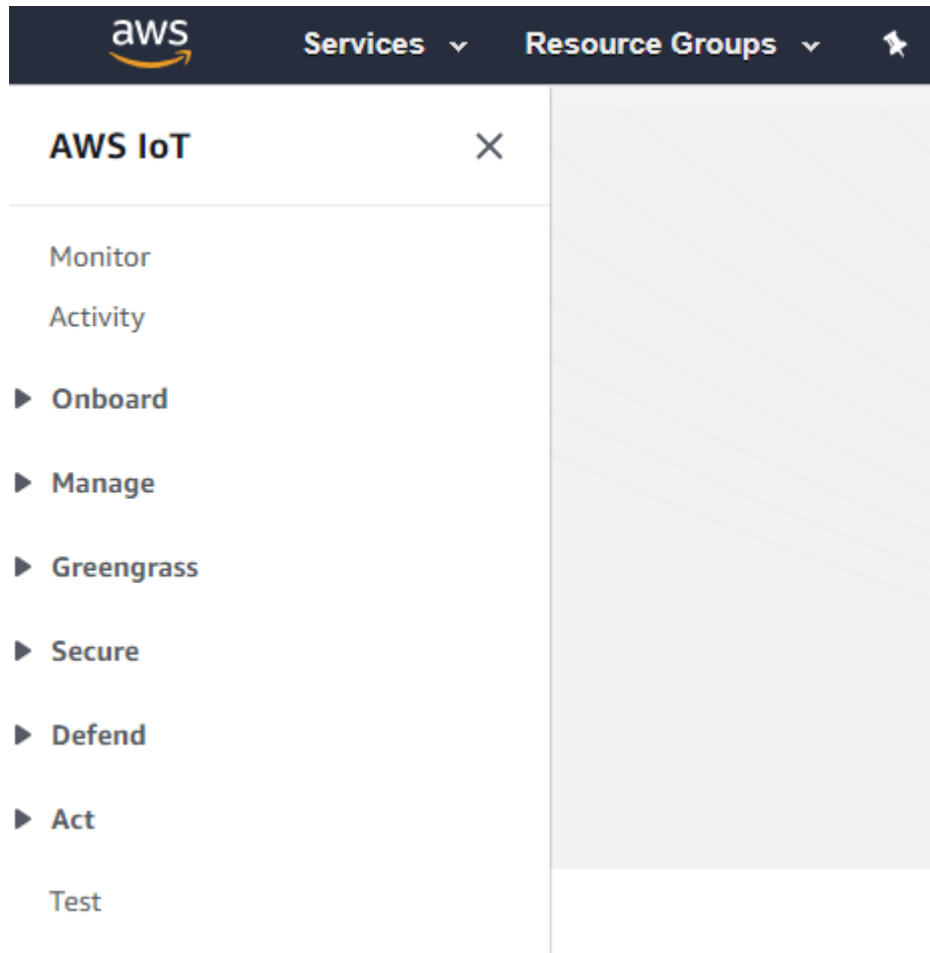 aws Services Resource Groups
AWS IoT
Monitor
Activity
Onboard
Manage
Greengrass
Secure
Defend
Act
Test